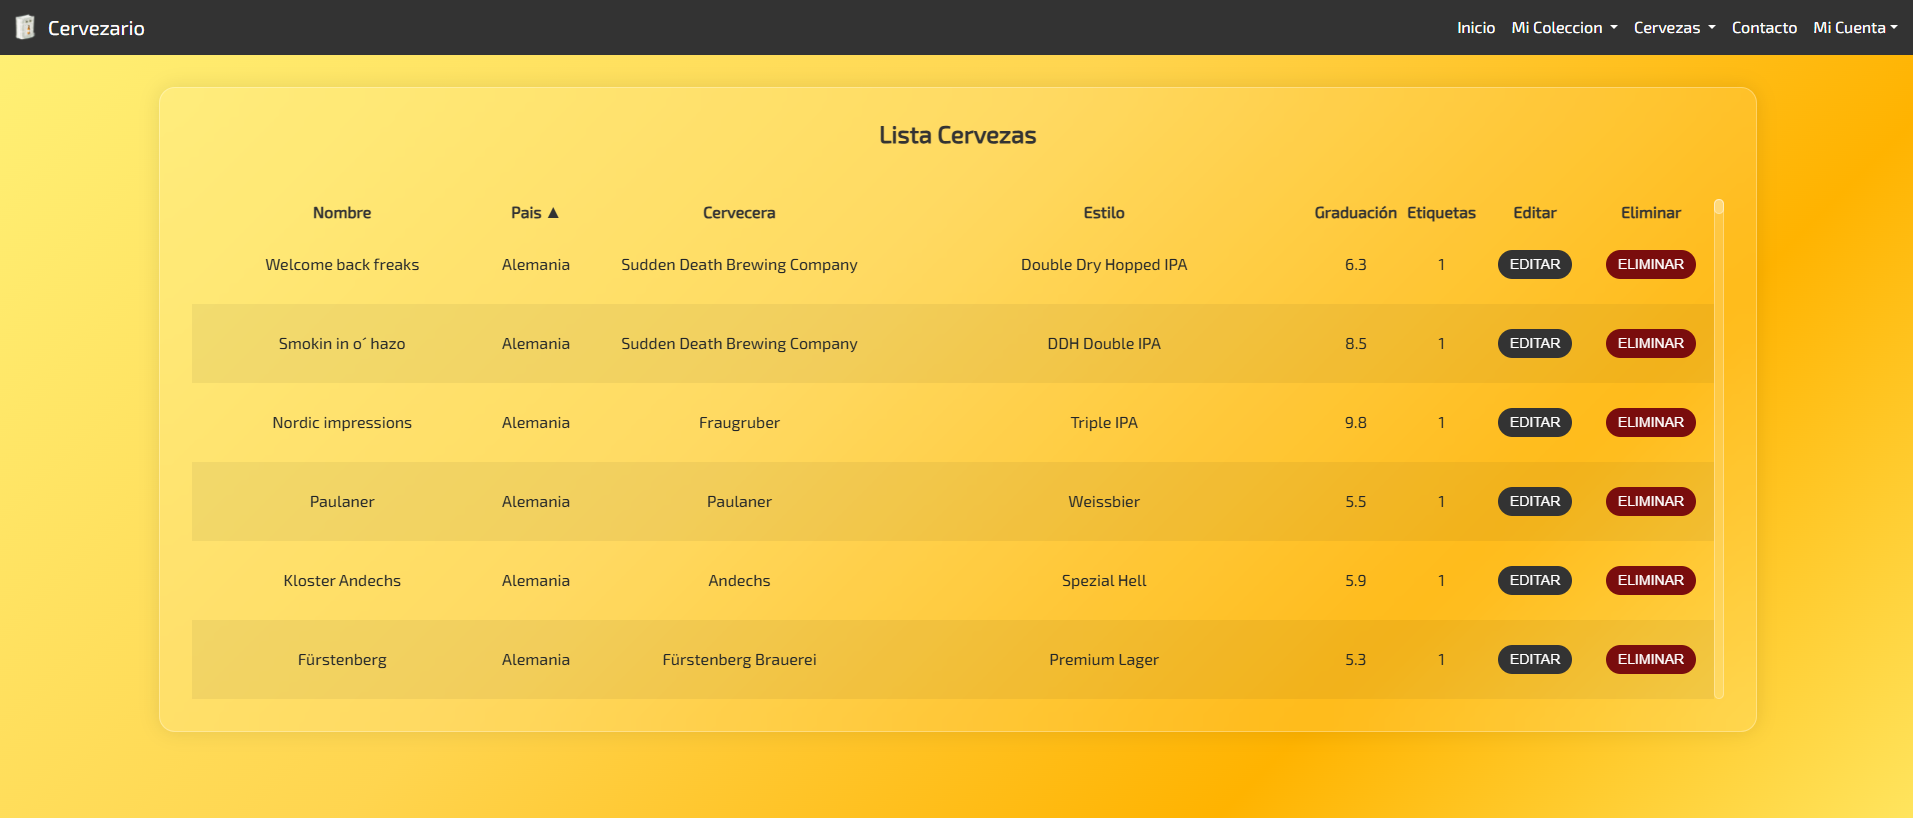 Cervezario Inicio Mi Coleccion Cervezas Contacto Mi Cuenta
Lista Cervezas
Nombre Pais ▲ Cervecera Estilo Graduación Etiquetas Editar Eliminar
Welcome back freaks Alemania Sudden Death Brewing Company Double Dry Hopped IPA 6.3 1 EDITAR ELIMINAR
Smokin in o´ hazo Alemania Sudden Death Brewing Company DDH Double IPA 8.5 1 EDITAR ELIMINAR
Nordic impressions Alemania Fraugruber Triple IPA 9.8 1 EDITAR ELIMINAR
Paulaner Alemania Paulaner Weissbier 5.5 1 EDITAR ELIMINAR
Kloster Andechs Alemania Andechs Spezial Hell 5.9 1 EDITAR ELIMINAR
Fürstenberg Alemania Fürstenberg Brauerei Premium Lager 5.3 1 EDITAR ELIMINAR